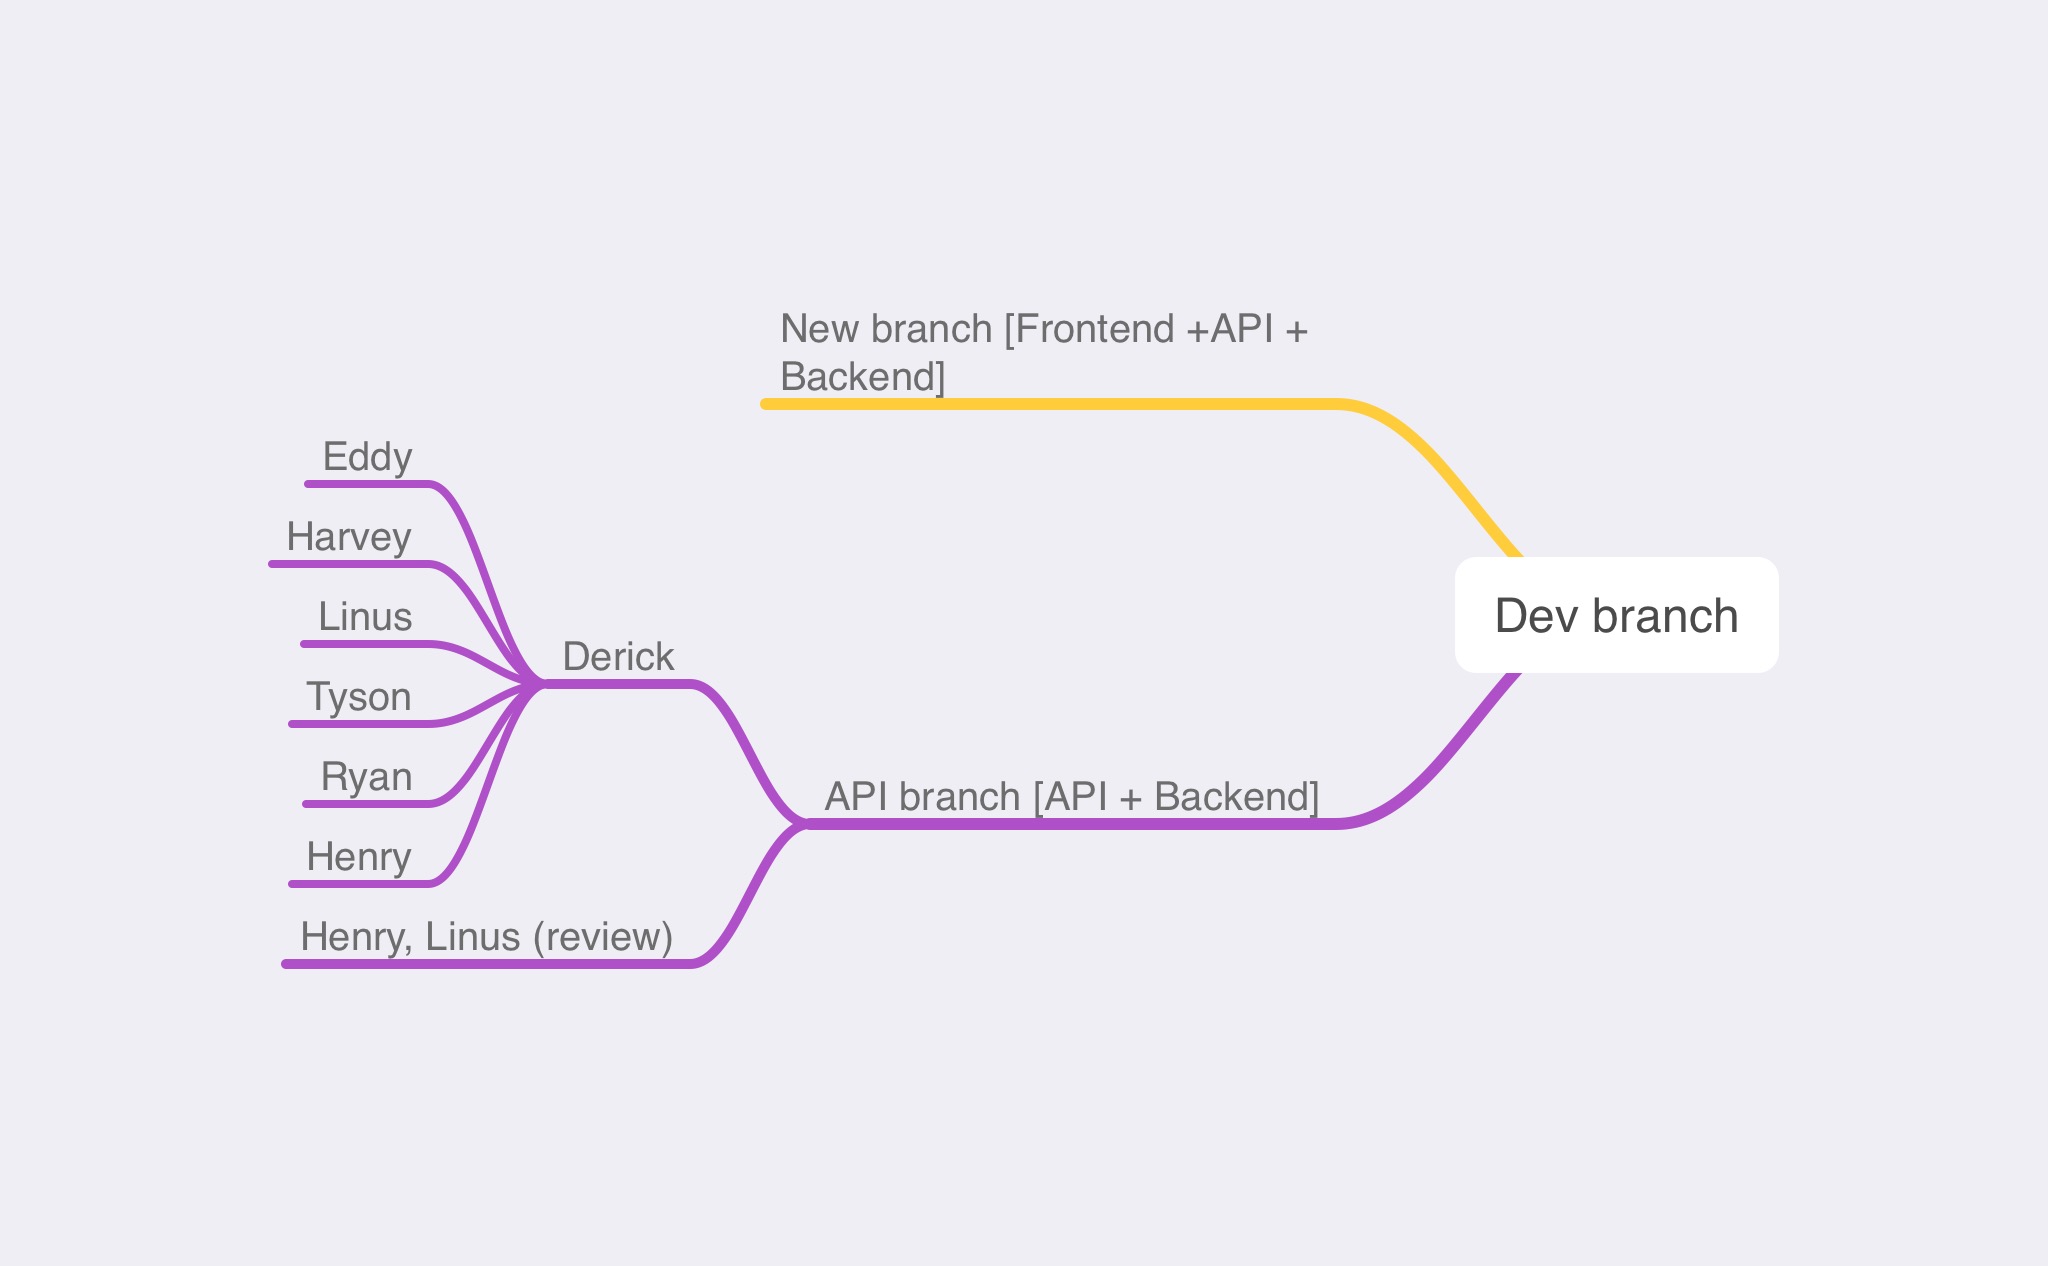 New branch [Frontend +API +
Backend]
Eddy
Harvey
Linus
Tyson
Ryan
Henry
Derick
Henry, Linus (review)
API branch [API + Backend]
Dev branch